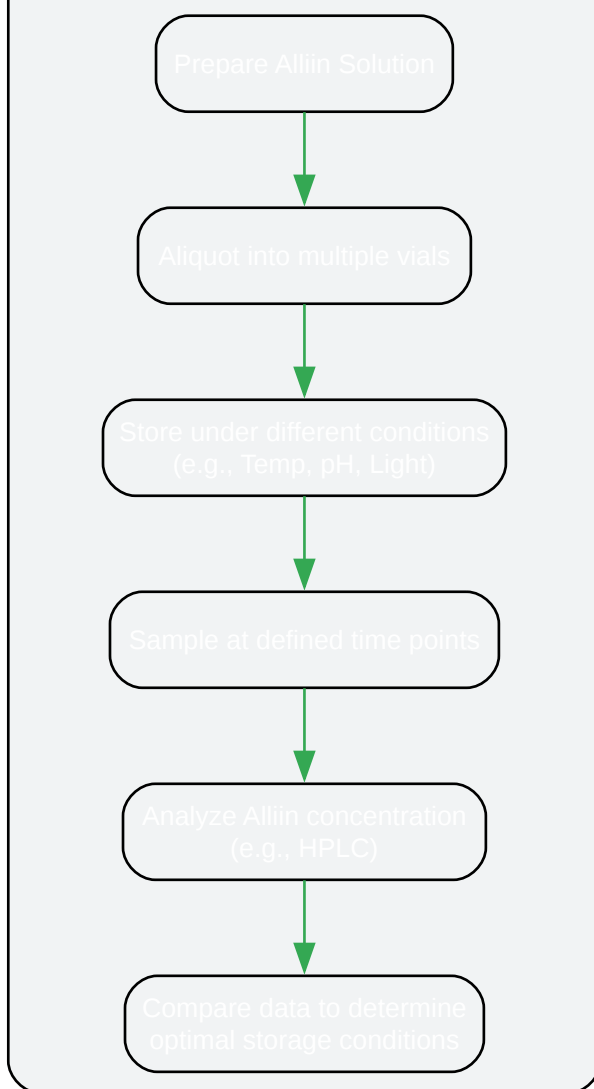 Prepare Alliin Solution
Aliquot into multiple vials
Store under different conditions
(e.g., Temp, pH, Light)
Sample at defined time points
Analyze Alliin concentration
(e.g., HPLC)
Compare data to determine
optimal storage conditions